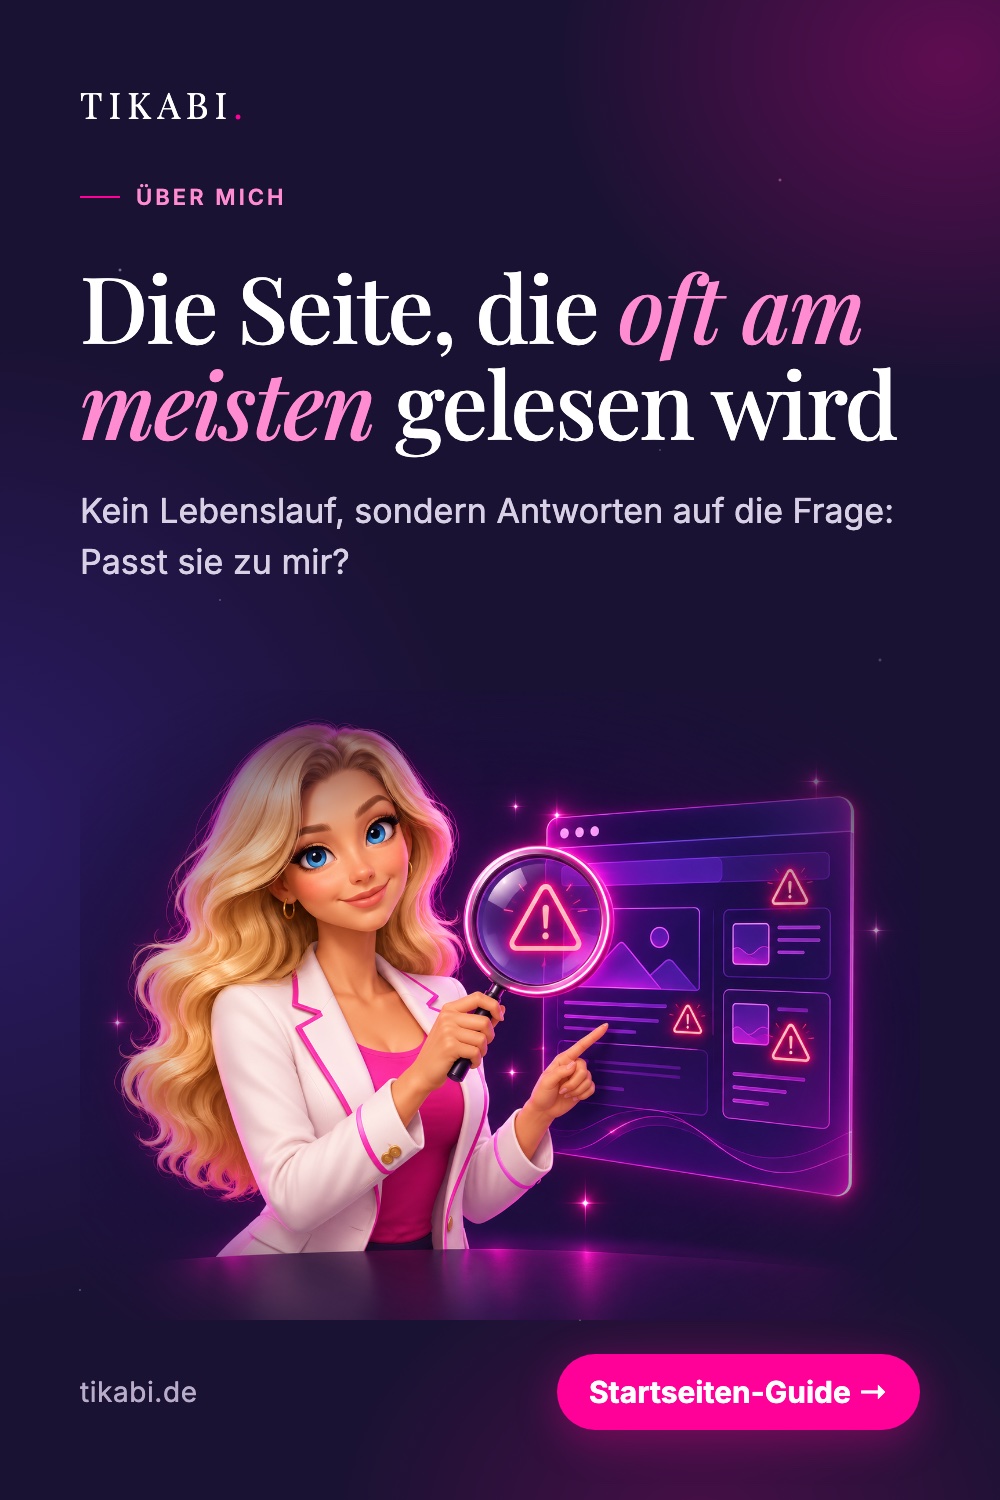 TIKABI.
ÜBER MICH
Die Seite, die oft am
meisten gelesen wird
Kein Lebenslauf, sondern Antworten auf die Frage:
Passt sie zu mir?
tikabi.de
Startseiten-Guide →